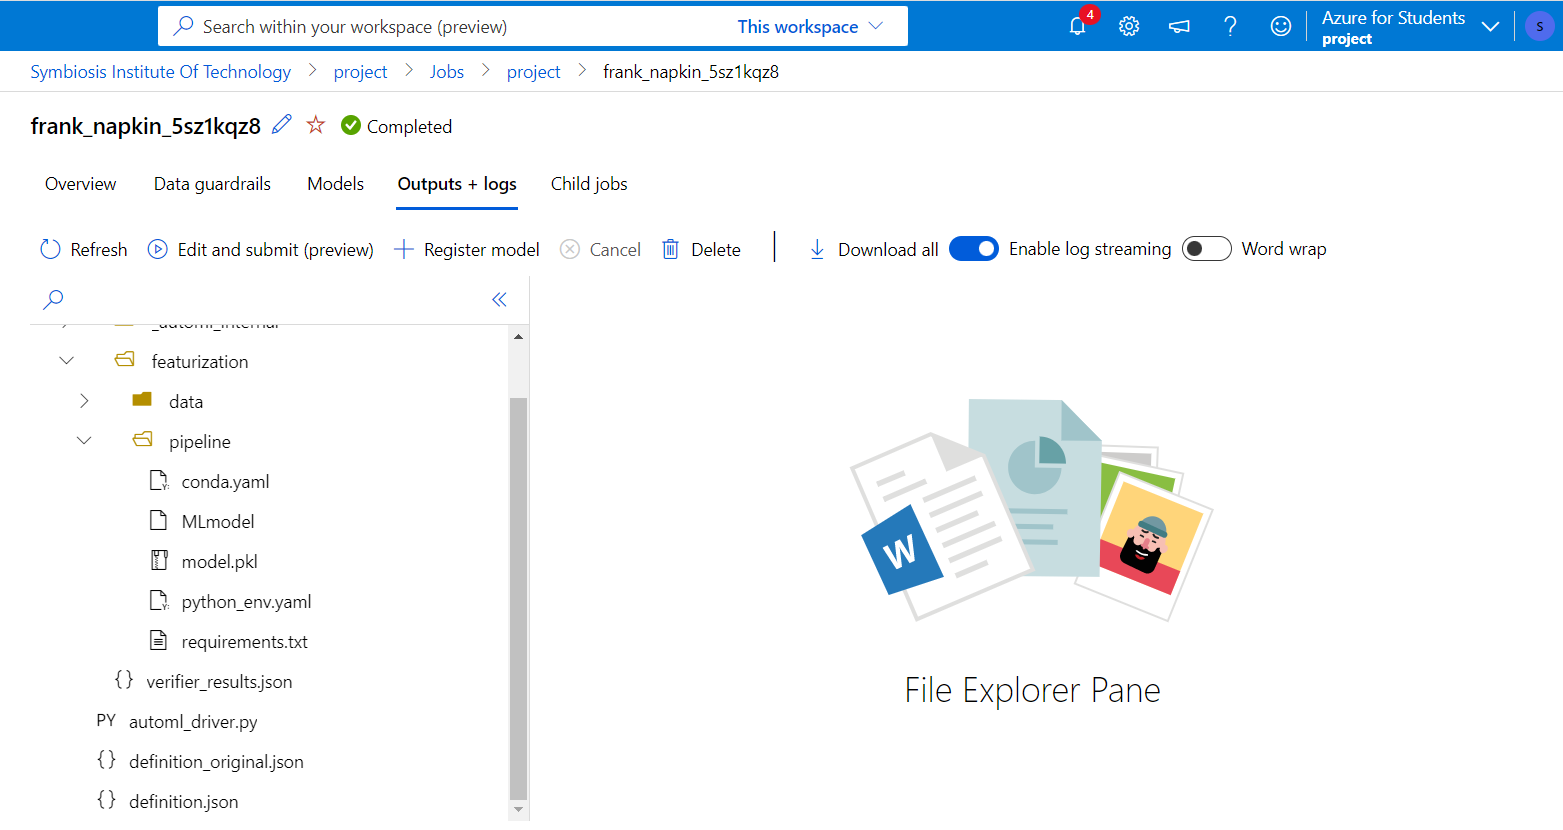 Search within your workspace (preview) This workspace 4 Azure for Students
project S
Symbiosis Institute Of Technology > project > Jobs > project > frank_napkin_5sz1kqz8
frank_napkin_5sz1kqz8 Completed
Overview Data guardrails Models Outputs + logs Child jobs
Refresh Edit and submit (preview) Register model Cancel Delete Download all Enable log streaming Word wrap
_automl_internal
featurization
data
pipeline
conda.yaml
MLmodel
model.pkl
python_env.yaml
requirements.txt
{} verifier_results.json
PY automl_driver.py
{} definition_original.json
{} definition.json
W
File Explorer Pane